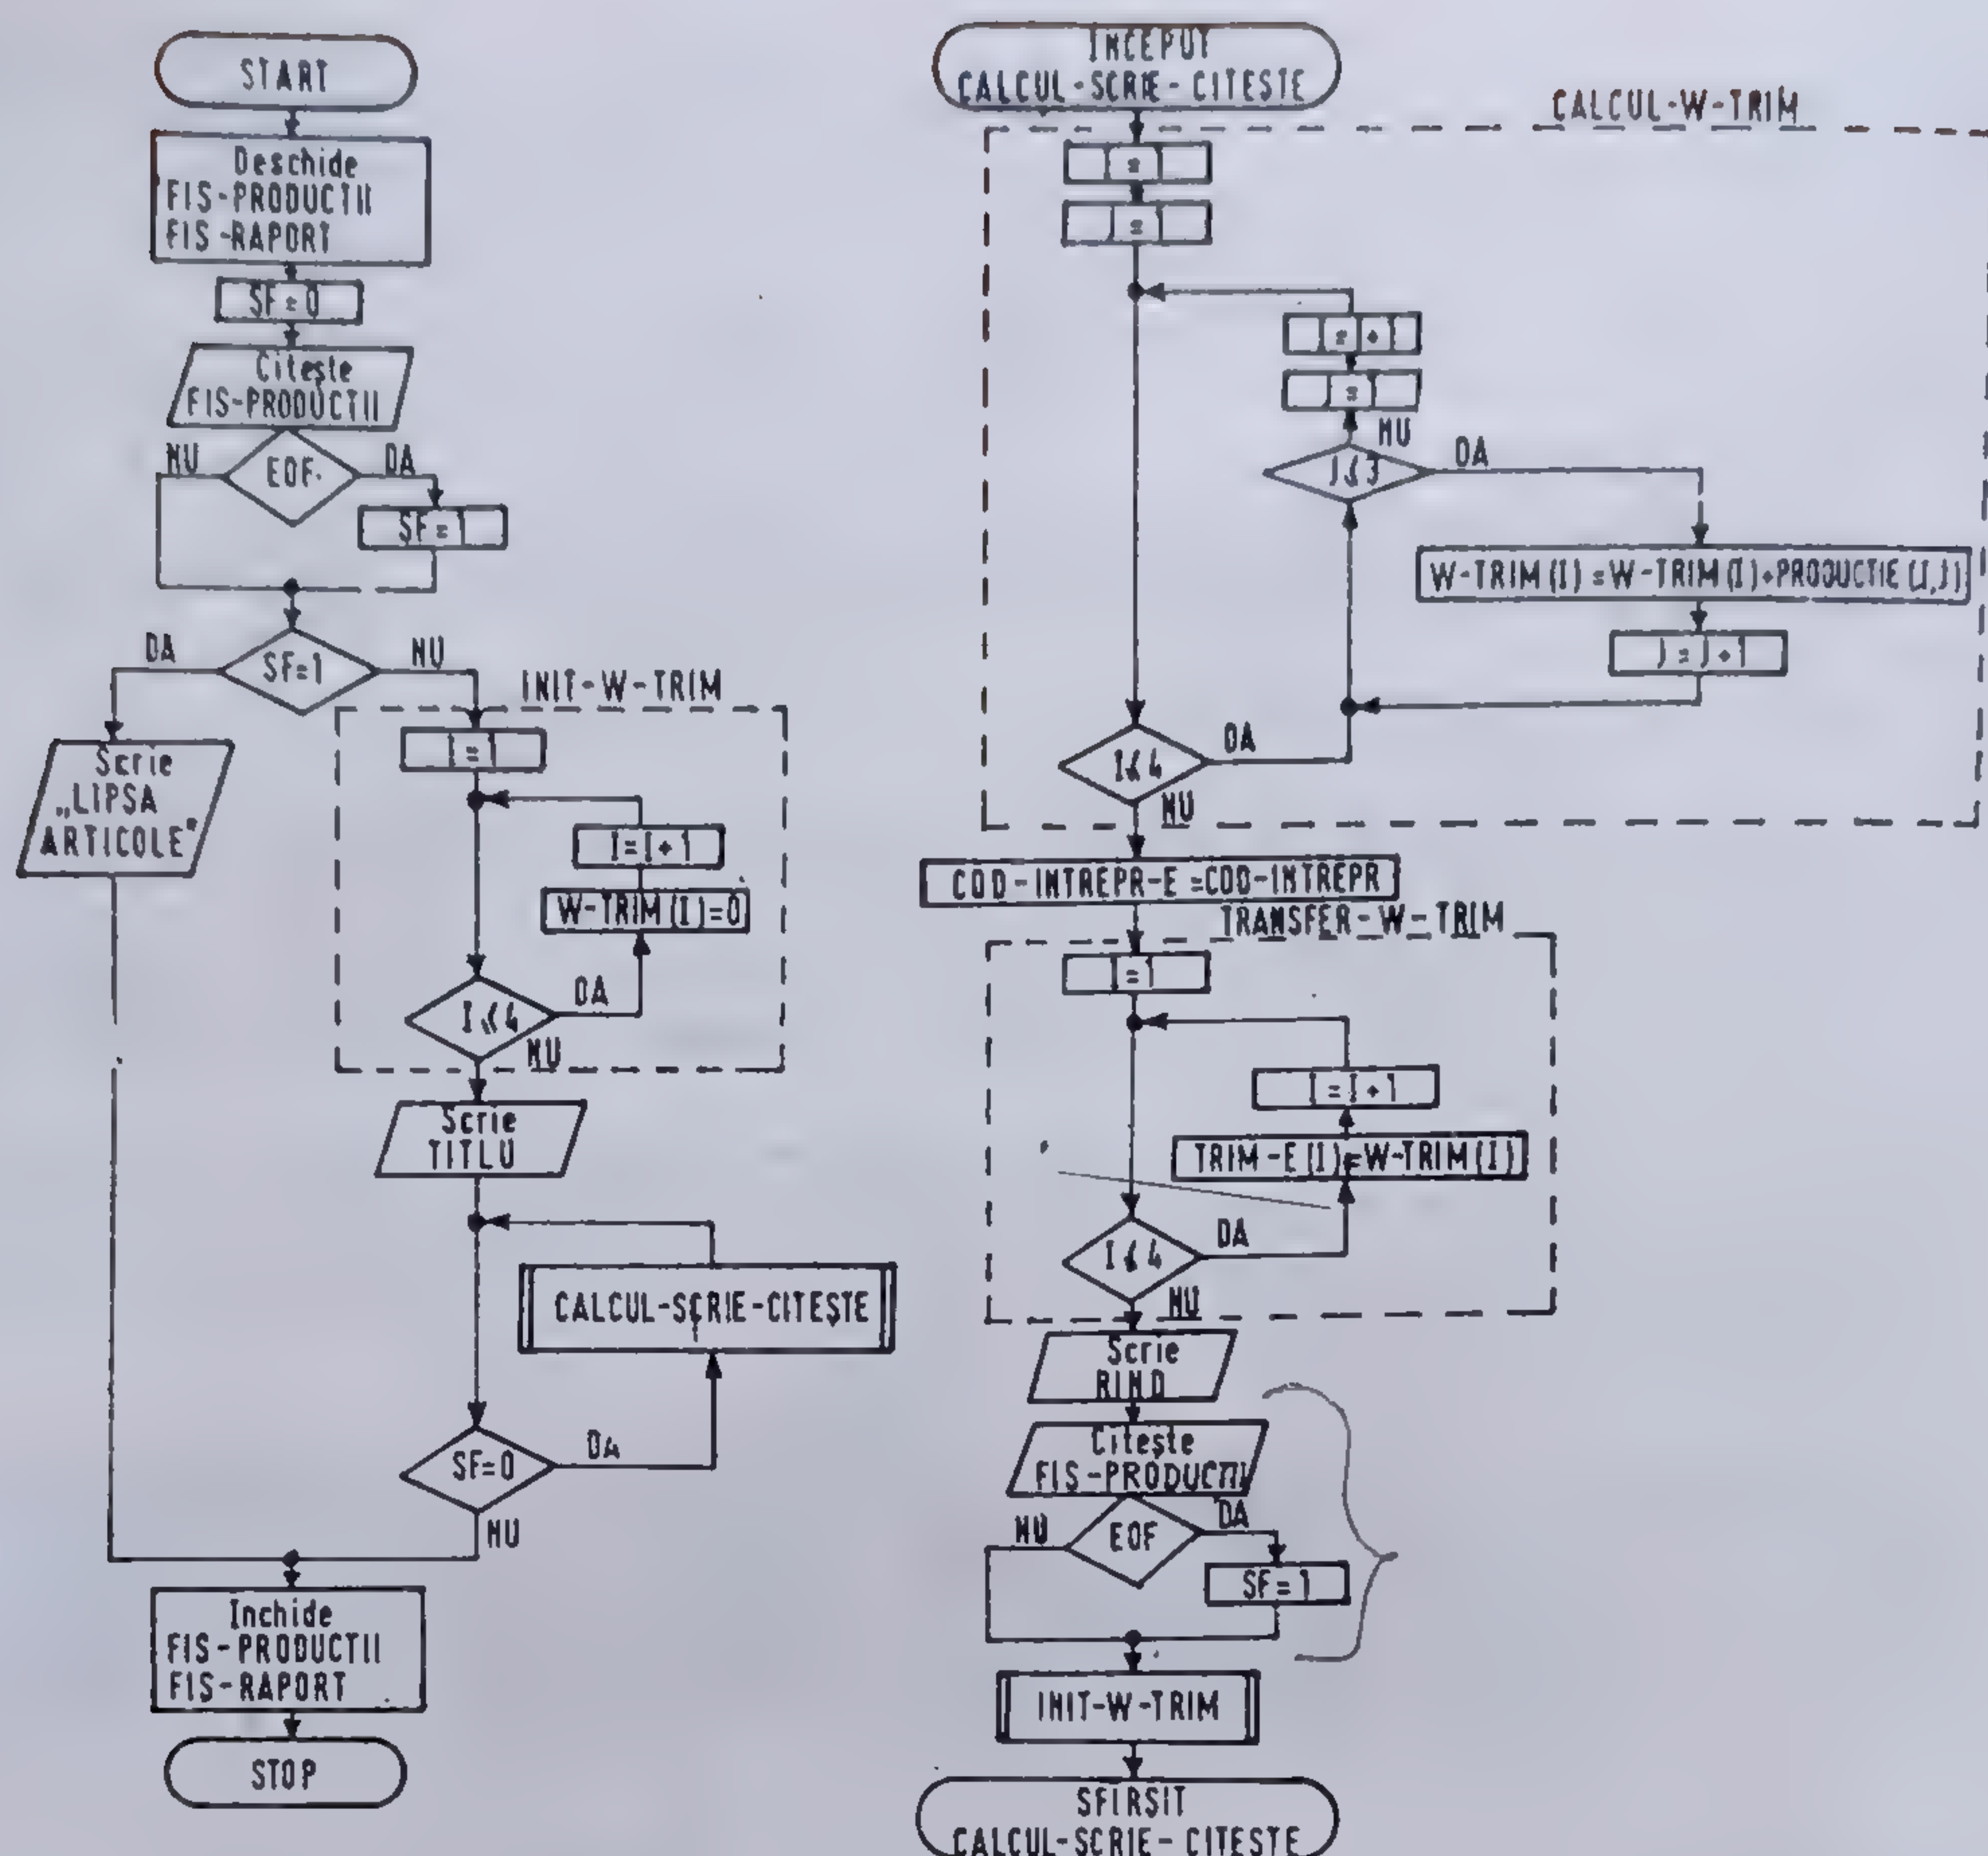 START
Deschide
FIS-PRODUCTII
FIS-RAPORT
SF=0
Citește
FIS-PRODUCTII
EOF
NU
DA
SF=1
SF=1
DA
NU
Scrie
„LIPSA
ARTICOLE"
INIT-W-TRIM
I=1
I=I+1
W-TRIM(I)=0
I≤4
DA
NU
Scrie
TITLU
CALCUL-SCRIE-CITEȘTE
SF=0
DA
NU
Inchide
FIS-PRODUCTII
FIS-RAPORT
STOP
INCEPUT
CALCUL-SCRIE-CITESTE
CALCUL-W-TRIM
=
=
= +
=
NU
J≤3
DA
W-TRIM(I)=W-TRIM(I)+PRODUCTIE(I,J)
J=J+1
I≤4
DA
NU
COD-INTREPR-E=COD-INTREPR
TRANSFER-W-TRIM
I=1
I=I+1
TRIM-E(I)=W-TRIM(I)
I≤4
DA
NU
Scrie
RIND
Citește
FIS-PRODUCTII
EOF
NU
DA
SF=1
INIT-W-TRIM
SFIRSIT
CALCUL-SCRIE-CITESTE